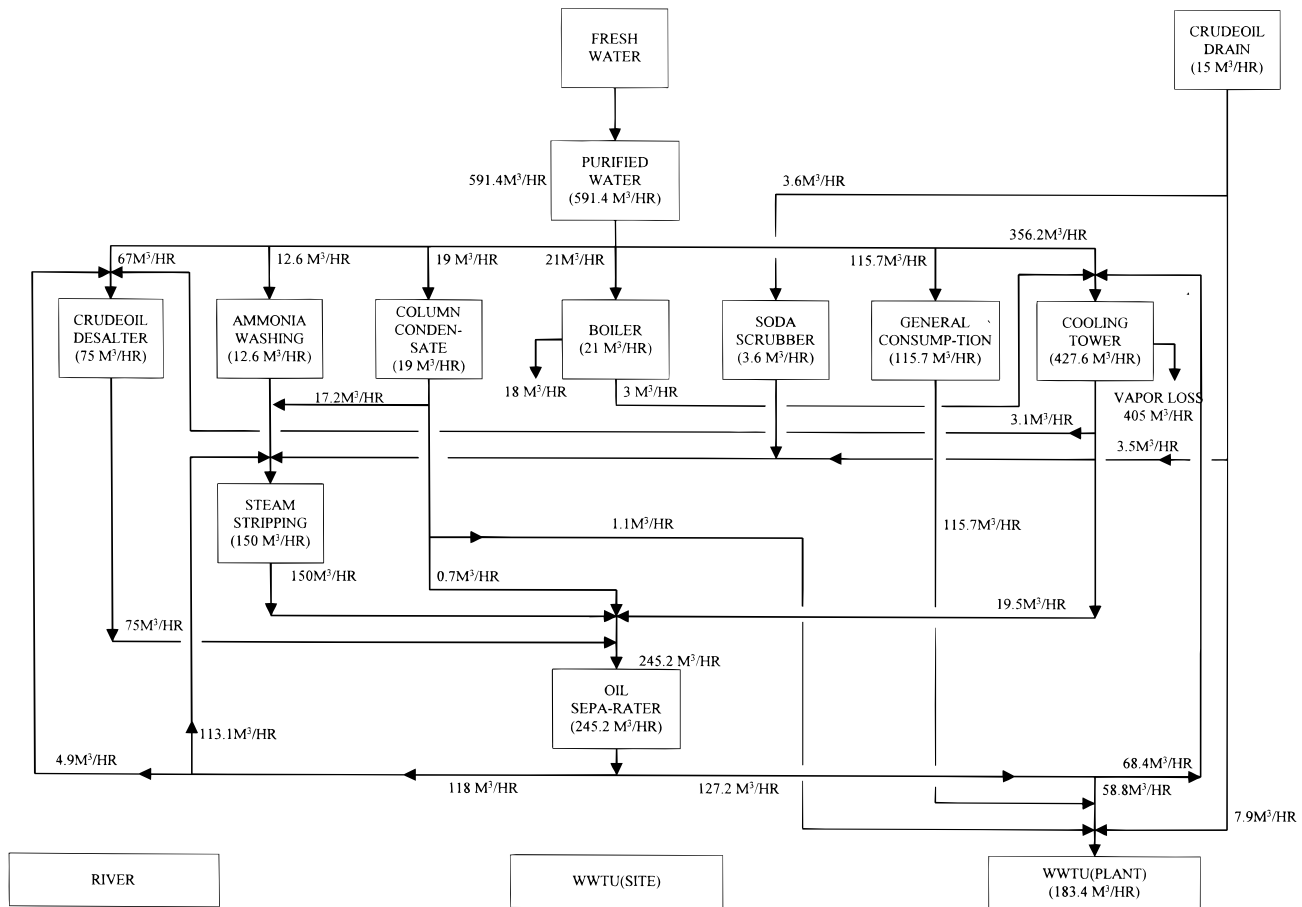 FRESH
WATER
CRUDEOIL
DRAIN
(15 M³/HR)
PURIFIED
WATER
(591.4 M³/HR)
591.4M³/HR
3.6M³/HR
67M³/HR
12.6 M³/HR
19 M³/HR
21M³/HR
115.7M³/HR
356.2M³/HR
CRUDEOIL
DESALTER
(75 M³/HR)
AMMONIA
WASHING
(12.6 M³/HR)
COLUMN
CONDEN-
SATE
(19 M³/HR)
BOILER
(21 M³/HR)
SODA
SCRUBBER
(3.6 M³/HR)
GENERAL
CONSUMP-TION
(115.7 M³/HR)
COOLING
TOWER
(427.6 M³/HR)
17.2M³/HR
18 M³/HR
3 M³/HR
VAPOR LOSS
405 M³/HR
3.1M³/HR
3.5M³/HR
STEAM
STRIPPING
(150 M³/HR)
1.1M³/HR
115.7M³/HR
150M³/HR
0.7M³/HR
19.5M³/HR
75M³/HR
245.2 M³/HR
OIL
SEPA-RATER
(245.2 M³/HR)
113.1M³/HR
4.9M³/HR
118 M³/HR
127.2 M³/HR
68.4M³/HR
58.8M³/HR
7.9M³/HR
RIVER
WWTU(SITE)
WWTU(PLANT)
(183.4 M³/HR)